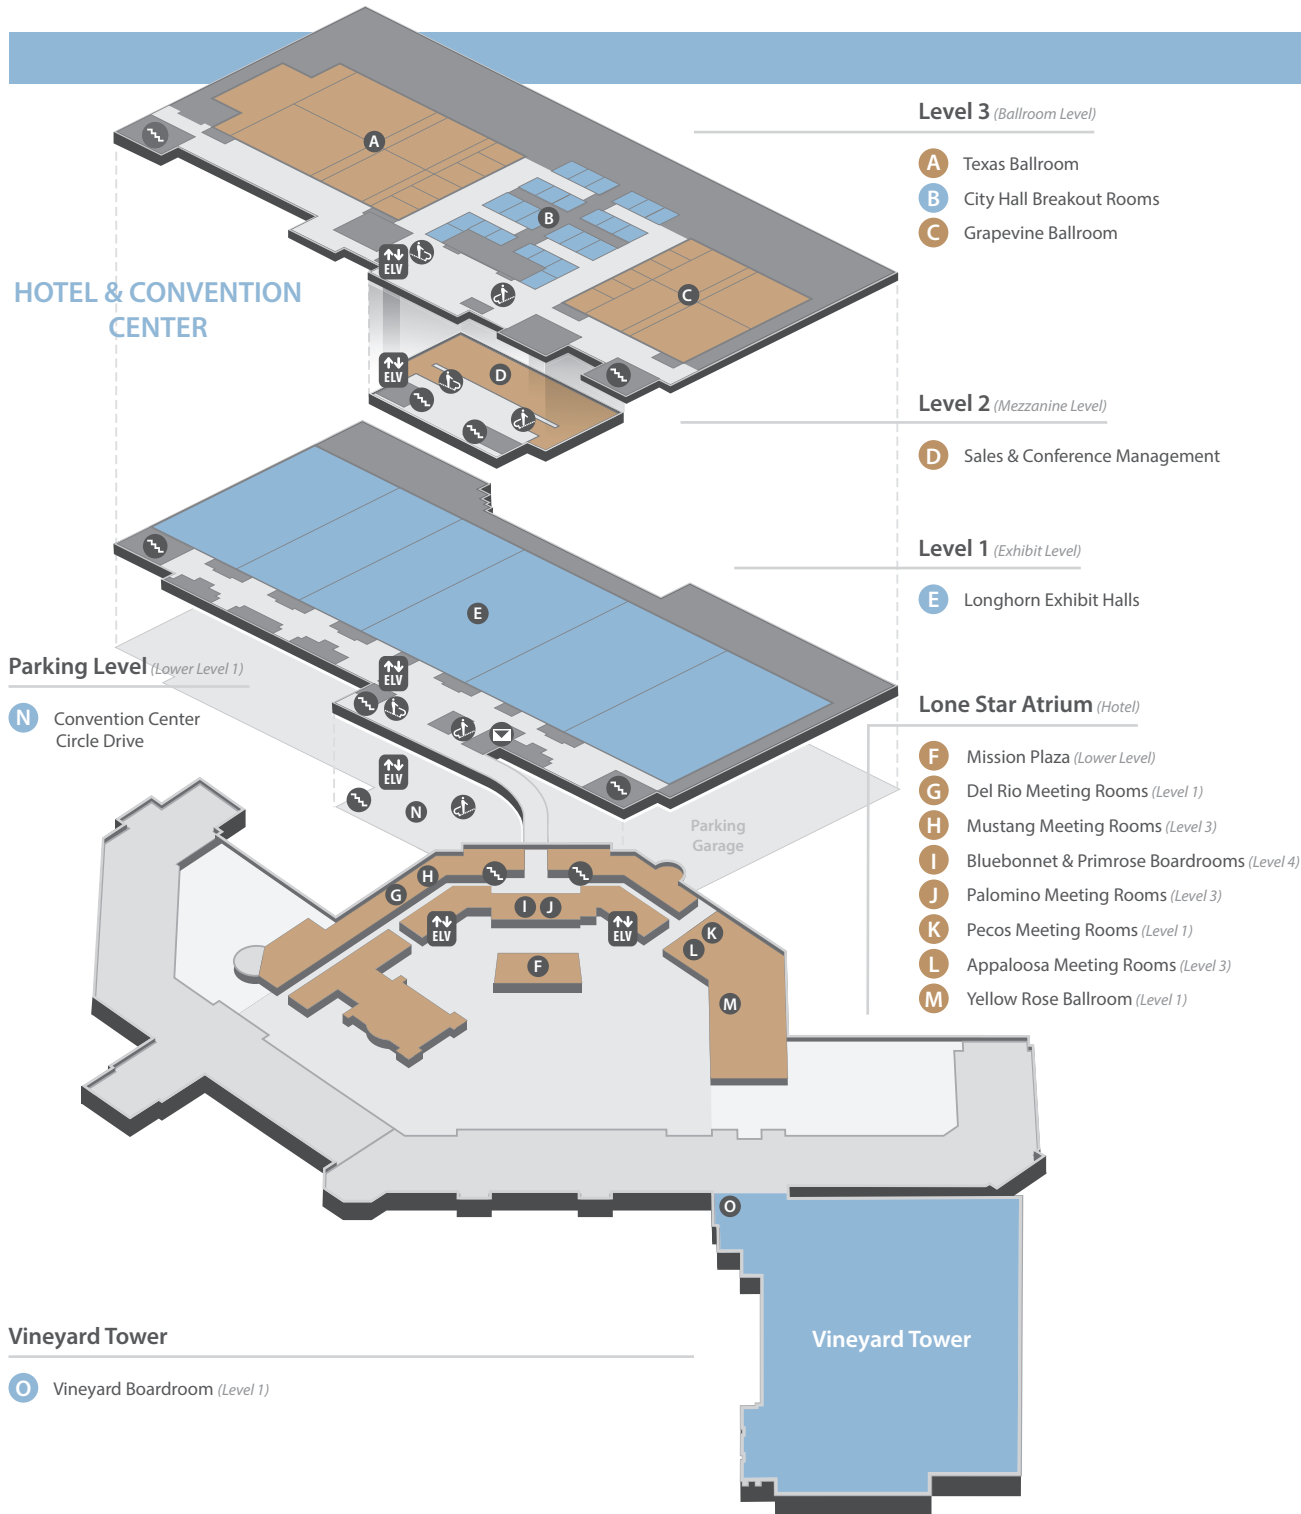 Level 3 (Ballroom Level)
A Texas Ballroom
B City Hall Breakout Rooms
C Grapevine Ballroom
A
B
C
ELV
HOTEL & CONVENTION
CENTER
ELV
D
Level 2 (Mezzanine Level)
D Sales & Conference Management
Level 1 (Exhibit Level)
E Longhorn Exhibit Halls
E
ELV
Parking Level (Lower Level 1)
N Convention Center
Circle Drive
ELV
N
Parking
Garage
Lone Star Atrium (Hotel)
F Mission Plaza (Lower Level)
G Del Rio Meeting Rooms (Level 1)
H Mustang Meeting Rooms (Level 3)
I Bluebonnet & Primrose Boardrooms (Level 4)
J Palomino Meeting Rooms (Level 3)
K Pecos Meeting Rooms (Level 1)
L Appaloosa Meeting Rooms (Level 3)
M Yellow Rose Ballroom (Level 1)
H
G
I J
ELV
ELV
K
L
F
M
O
Vineyard Tower
Vineyard Tower
O Vineyard Boardroom (Level 1)